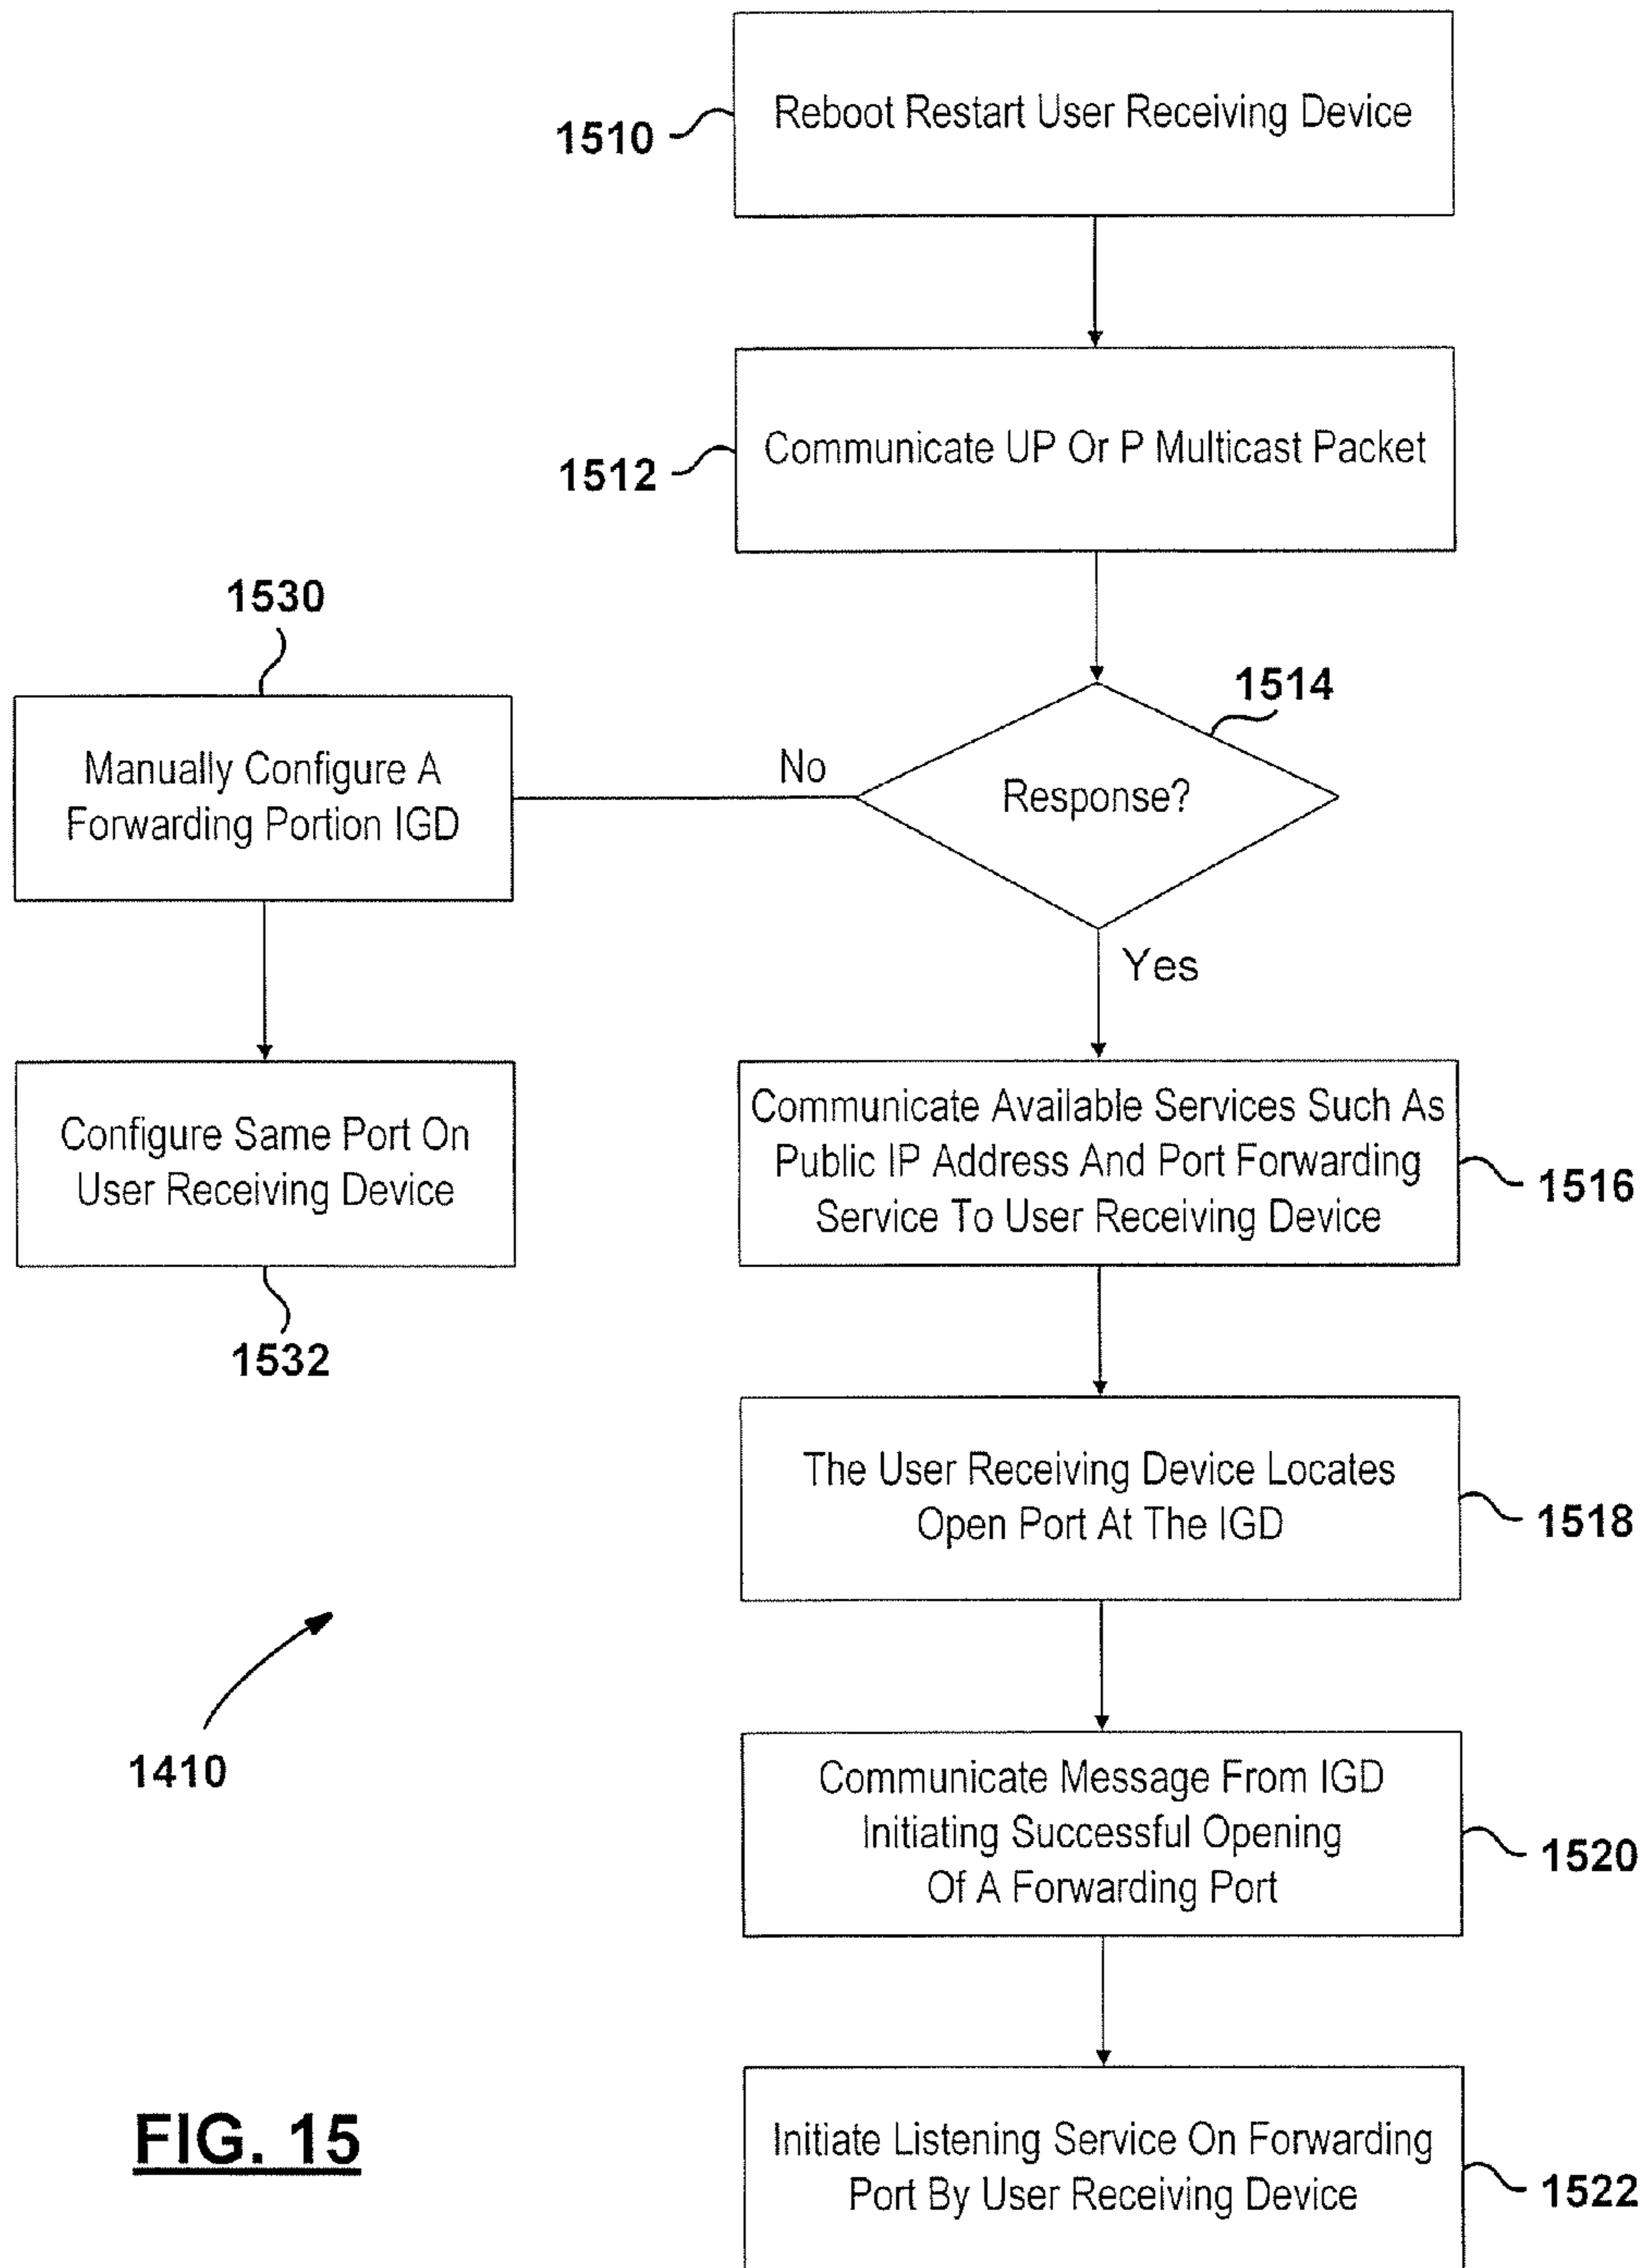 Reboot Restart User Receiving Device
1510
Communicate UP Or P Multicast Packet
1512
1530
1514
Manually Configure A
Forwarding Portion IGD
No
Response?
Yes
Configure Same Port On
User Receiving Device
1532
Communicate Available Services Such As
Public IP Address And Port Forwarding
Service To User Receiving Device
1516
The User Receiving Device Locates
Open Port At The IGD
1518
1410
Communicate Message From IGD
Initiating Successful Opening
Of A Forwarding Port
1520
Initiate Listening Service On Forwarding
Port By User Receiving Device
1522
FIG. 15